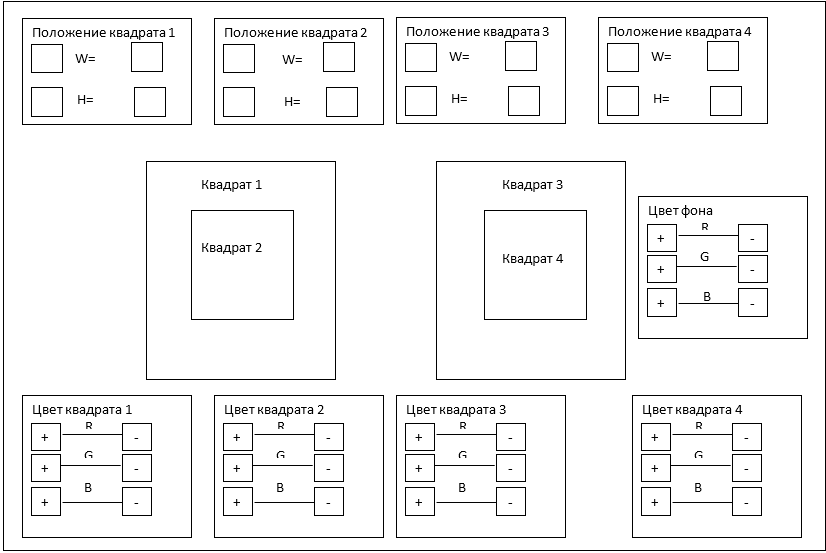 Положение квадрата 1
W=
H=
Положение квадрата 2
W=
H=
Положение квадрата 3
W=
H=
Положение квадрата 4
W=
H=
Квадрат 1
Квадрат 2
Квадрат 3
Квадрат 4
Цвет фона
+ R -
+ G -
+ B -
Цвет квадрата 1
+ R -
+ G -
+ B -
Цвет квадрата 2
+ R -
+ G -
+ B -
Цвет квадрата 3
+ R -
+ G -
+ B -
Цвет квадрата 4
+ R -
+ G -
+ B -